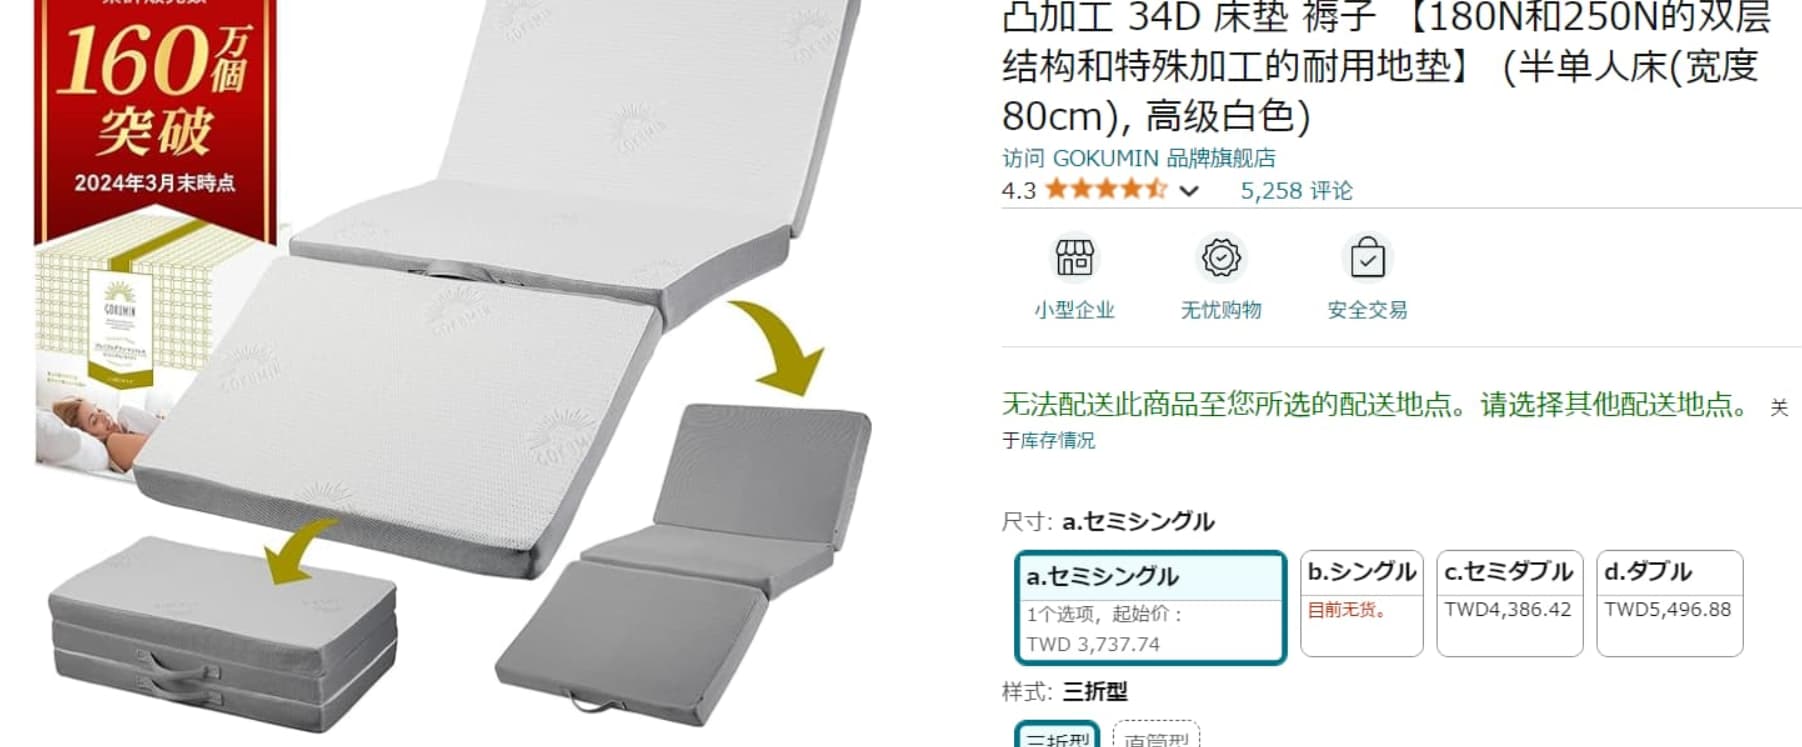 160万個
突破
2024年3月末時点
GOKUMIN
GOKUMIN
GOKUMIN
GOKUMIN
GOKUMIN
凸加工 34D 床垫 褥子 【180N和250N的双层
结构和特殊加工的耐用地垫】 (半单人床(宽度
80cm), 高级白色)
访问 GOKUMIN 品牌旗舰店
4.3
5,258 评论
小型企业 无忧购物 安全交易
无法配送此商品至您所选的配送地点。请选择其他配送地点。 关
于库存情况
尺寸: a.セミシングル
a.セミシングル
1个选项，起始价：
TWD 3,737.74
b.シングル
目前无货。
c.セミダブル
TWD4,386.42
d.ダブル
TWD5,496.88
样式: 三折型
三折型 直筒型